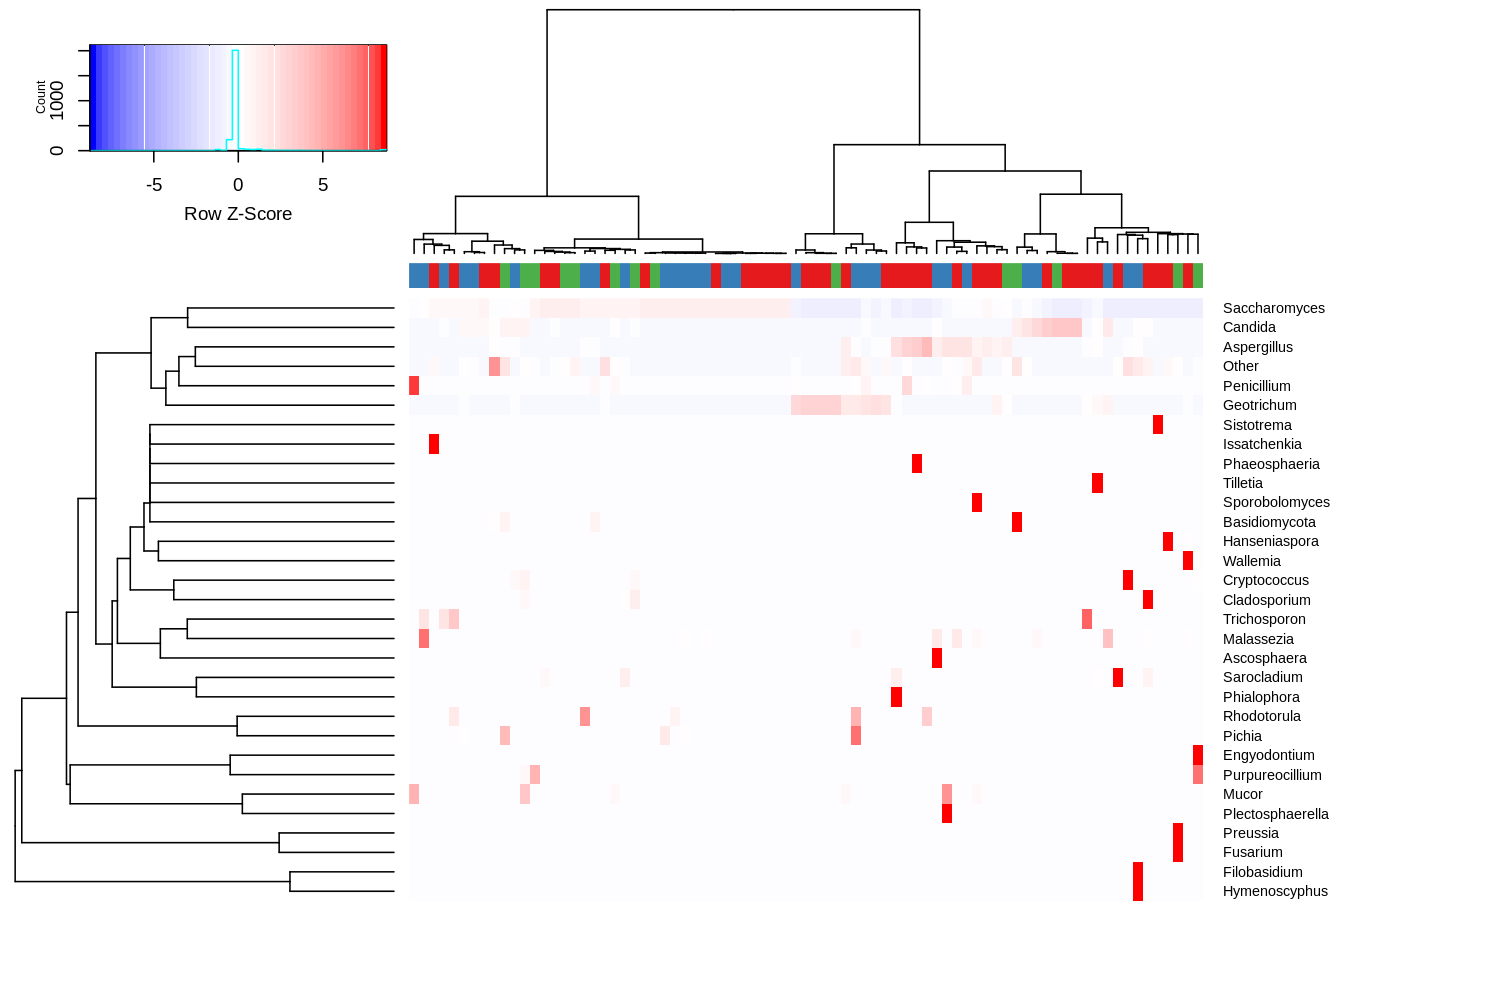 Count
0
1000
-5
0
5
Row Z-Score
Saccharomyces
Candida
Aspergillus
Other
Penicillium
Geotrichum
Sistotrema
Issatchenkia
Phaeosphaeria
Tilletia
Sporobolomyces
Basidiomycota
Hanseniaspora
Wallemia
Cryptococcus
Cladosporium
Trichosporon
Malassezia
Ascosphaera
Sarocladium
Phialophora
Rhodotorula
Pichia
Engyodontium
Purpureocillium
Mucor
Plectosphaerella
Preussia
Fusarium
Filobasidium
Hymenoscyphus